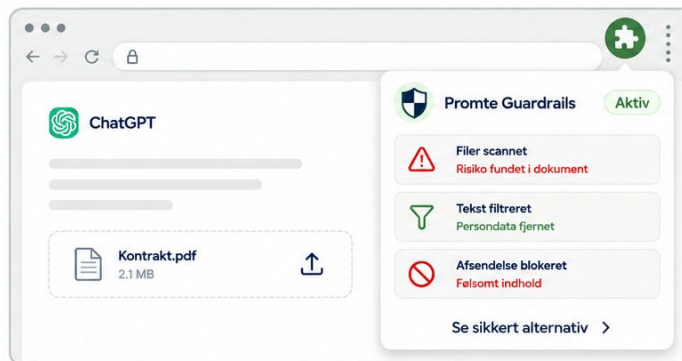 ChatGPT
Kontrakt.pdf
2.1 MB
Promte Guardrails
Aktiv
Filer scannet
Risiko fundet i dokument
Tekst filtreret
Persondata fjernet
Afsendelse blokeret
Følsomt indhold
Se sikkert alternativ